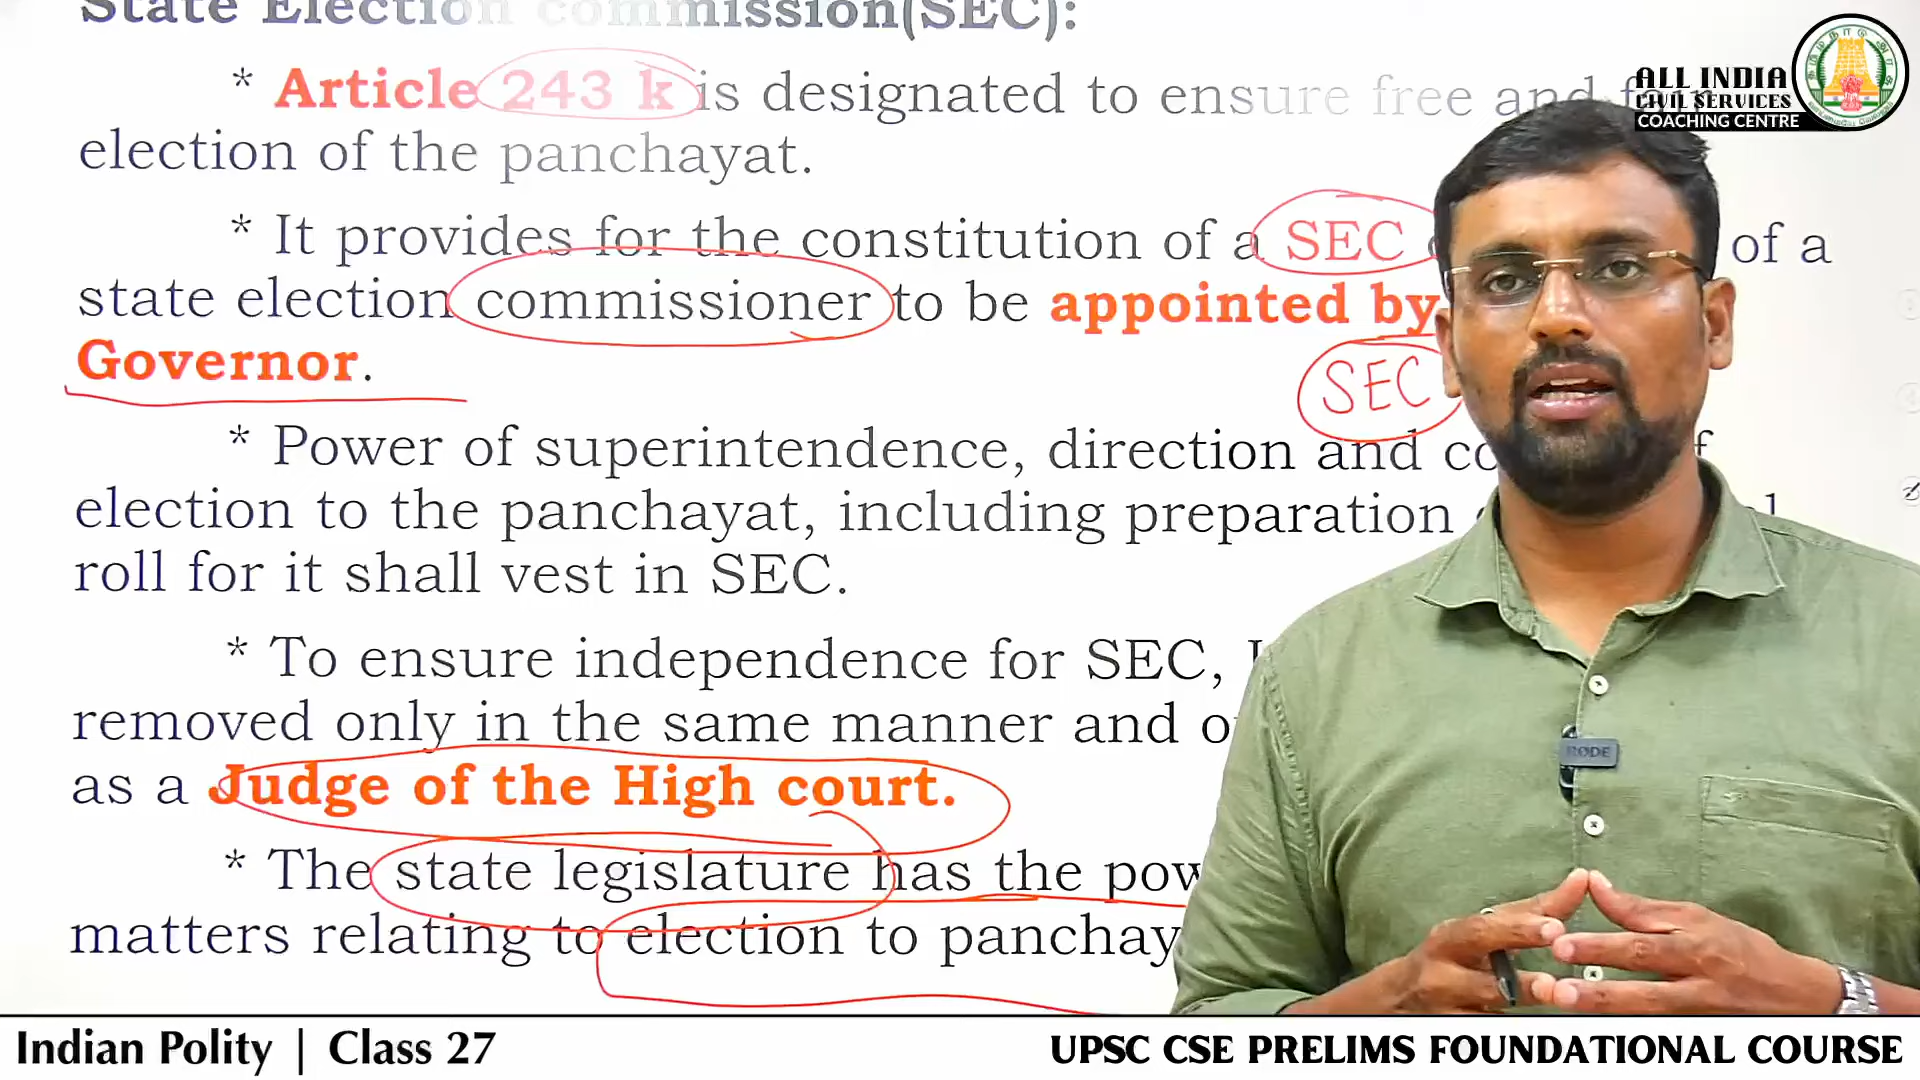 State Election commission(SEC):
* Article 243 k is designated to ensure free and fair
election of the panchayat.
* It provides for the constitution of a SEC of a
state election commissioner to be appointed by
Governor.
SEC
* Power of superintendence, direction and
election to the panchayat, including preparation
roll for it shall vest in SEC.
* To ensure independence for SEC,
removed only in the same manner and
as a Judge of the High court.
* The state legislature has the
matters relating to election to
ALL INDIA
CIVIL SERVICES
COACHING CENTRE
RODE
Indian Polity | Class 27
UPSC CSE PRELIMS FOUNDATIONAL COURSE